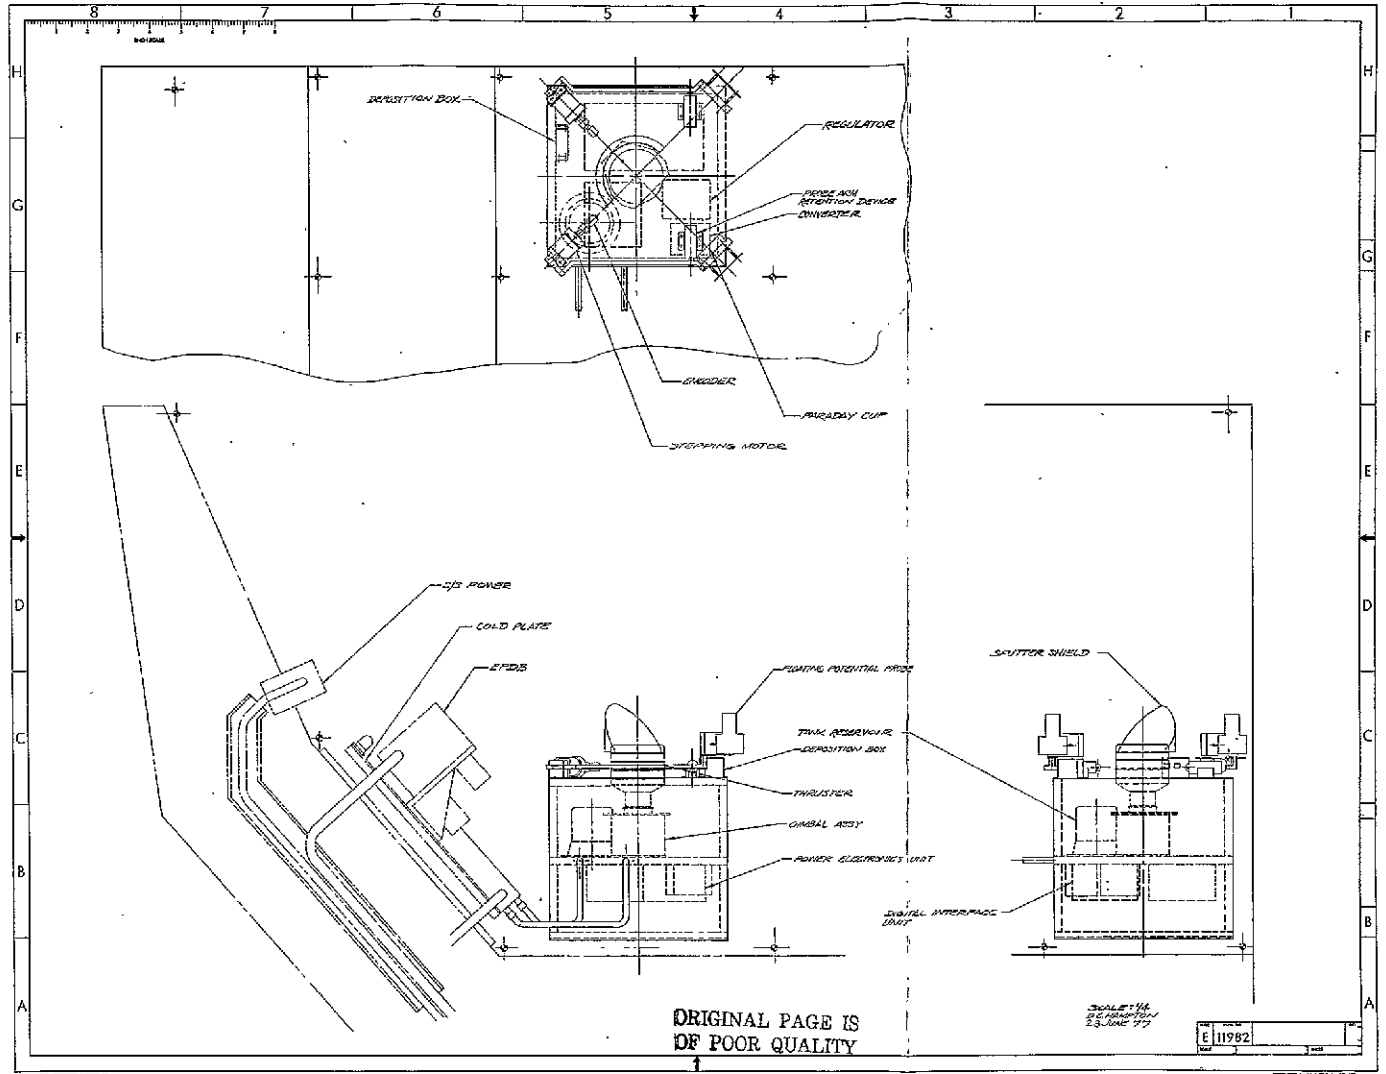 8 7 6 5 4 3 2 1
H
H
DEPOSITION BOX
REGULATOR
G
PROBE ARM
RETENTION DEVICE
CONVERTER
G
F
F
ENCODER
FARADAY CUP
STEPPING MOTOR
E
E
D
D
S/S POWER
COLD PLATE
EPDB
FLOATING POTENTIAL PROBE
SPUTTER SHIELD
C
C
TANK RESERVOIR
DEPOSITION BOX
THRUSTER
GIMBAL ASSY
POWER ELECTRONICS UNIT
B
B
DIGITAL INTERFACE
UNIT
A
A
SCALE: 1/4
D.C. HAMPTON
23 JUNE 77
ORIGINAL PAGE IS
OF POOR QUALITY
E 11982